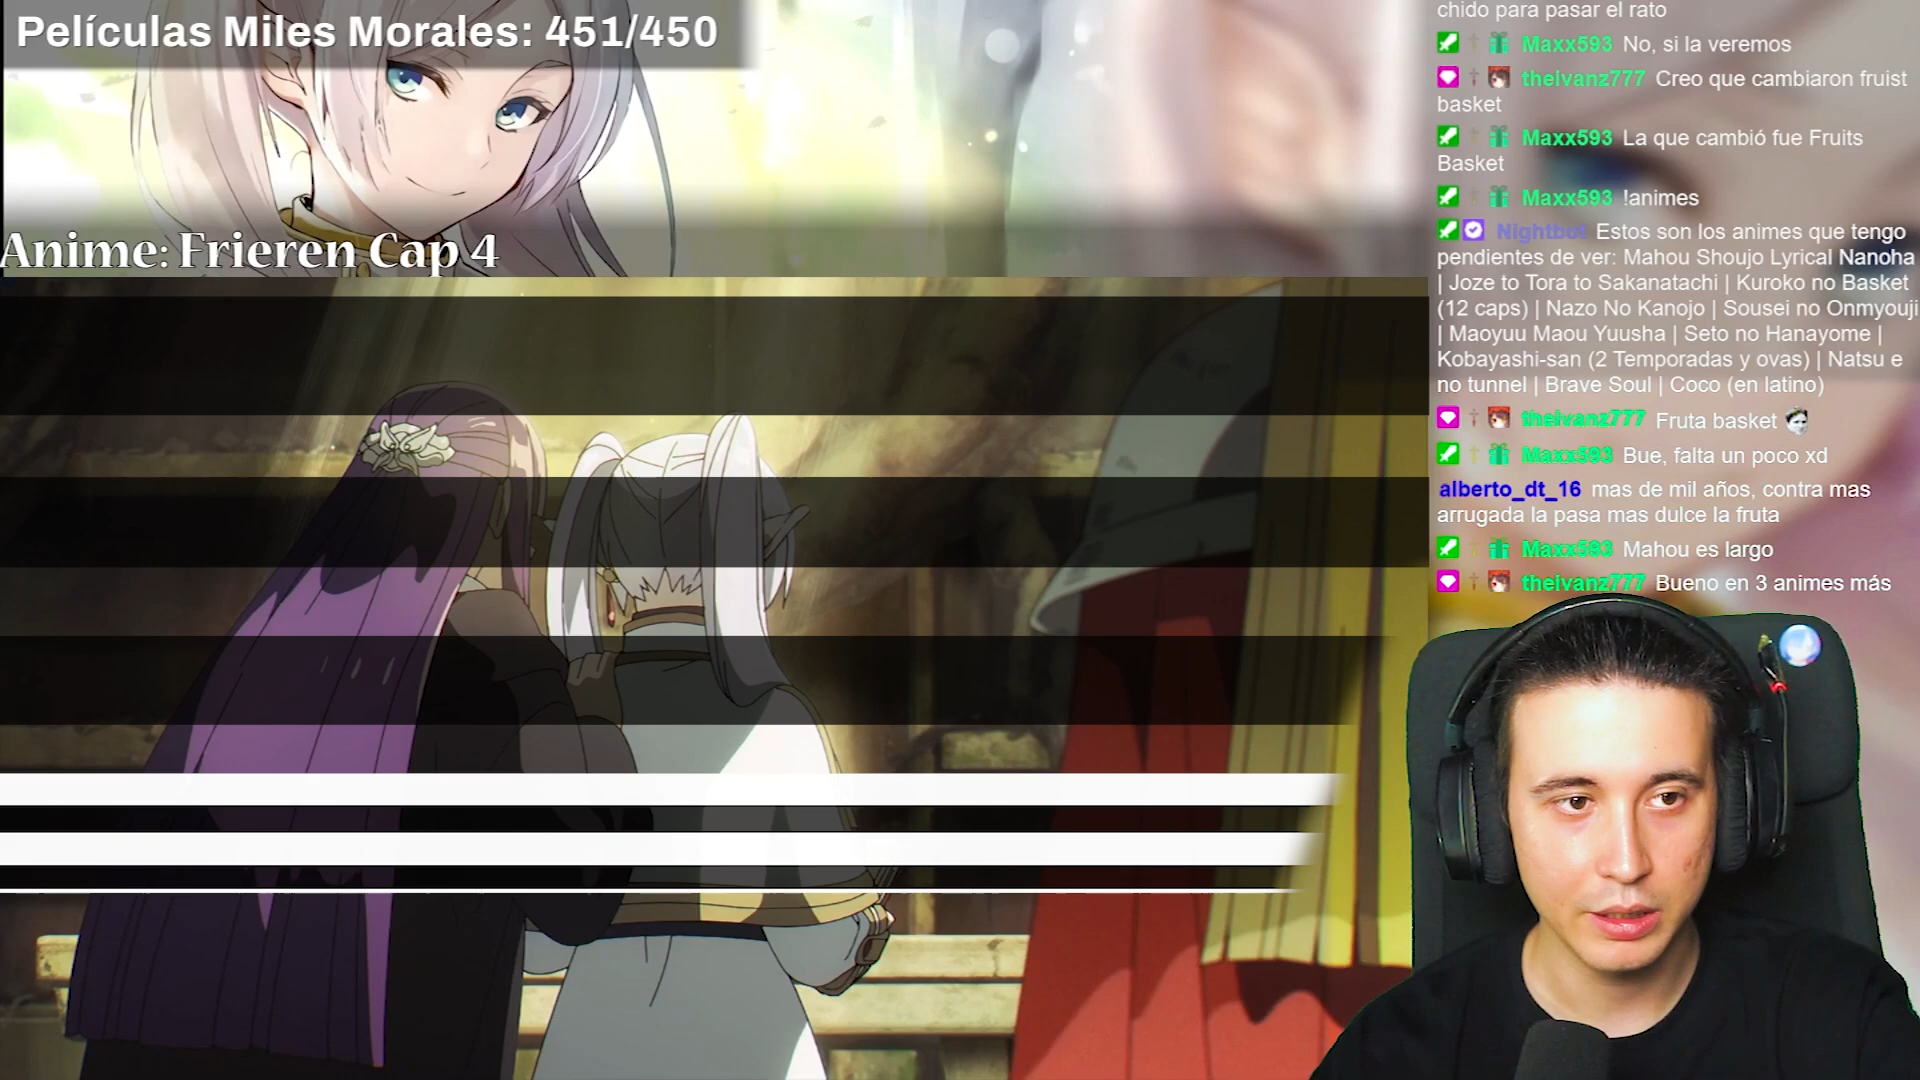 Películas Miles Morales: 451/450
Anime: Frieren Cap 4
chido para pasar el rato
Maxx593 No, si la veremos
theIvanz777 Creo que cambiaron fruist
basket
Maxx593 La que cambió fue Fruits
Basket
Maxx593 !animes
Nightbot Estos son los animes que tengo
pendientes de ver: Mahou Shoujo Lyrical Nanoha
| Joze to Tora to Sakanatachi | Kuroko no Basket
(12 caps) | Nazo No Kanojo | Sousei no Onmyouji
| Maoyuu Maou Yuusha | Seto no Hanayome |
Kobayashi-san (2 Temporadas y ovas) | Natsu e
no tunnel | Brave Soul | Coco (en latino)
theIvanz777 Fruta basket
Maxx593 Bue, falta un poco xd
alberto_dt_16 mas de mil años, contra mas
arrugada la pasa mas dulce la fruta
Maxx593 Mahou es largo
theIvanz777 Bueno en 3 animes más